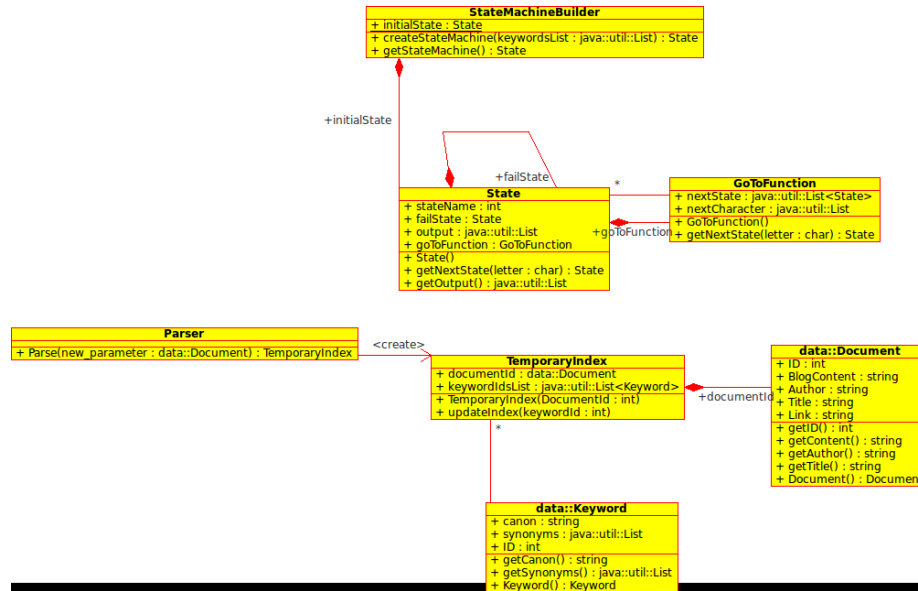 StateMachineBuilder
+ initialState : State
+ createStateMachine(keywordsList : java::util::List) : State
+ getStateMachine() : State
+initialState
+failState
State
+ stateName : int
+ failState : State
+ output : java::util::List
+ goToFunction : GoToFunction
+ State()
+ getNextState(letter : char) : State
+ getOutput() : java::util::List
*
+goToFunction
GoToFunction
+ nextState : java::util::List<State>
+ nextCharacter : java::util::List
+ GoToFunction()
+ getNextState(letter : char) : State
Parser
+ Parse(new_parameter : data::Document) : TemporaryIndex
<create>
TemporaryIndex
+ documentId : data::Document
+ keywordIdsList : java::util::List<Keyword>
+ TemporaryIndex(DocumentId : int)
+ updateIndex(keywordId : int)
+documentId
data::Document
+ ID : int
+ BlogContent : string
+ Author : string
+ Title : string
+ Link : string
+ getID() : int
+ getContent() : string
+ getAuthor() : string
+ getTitle() : string
+ Document() : Document
*
data::Keyword
+ canon : string
+ synonyms : java::util::List
+ ID : int
+ getCanon() : string
+ getSynonyms() : java::util::List
+ Keyword() : Keyword